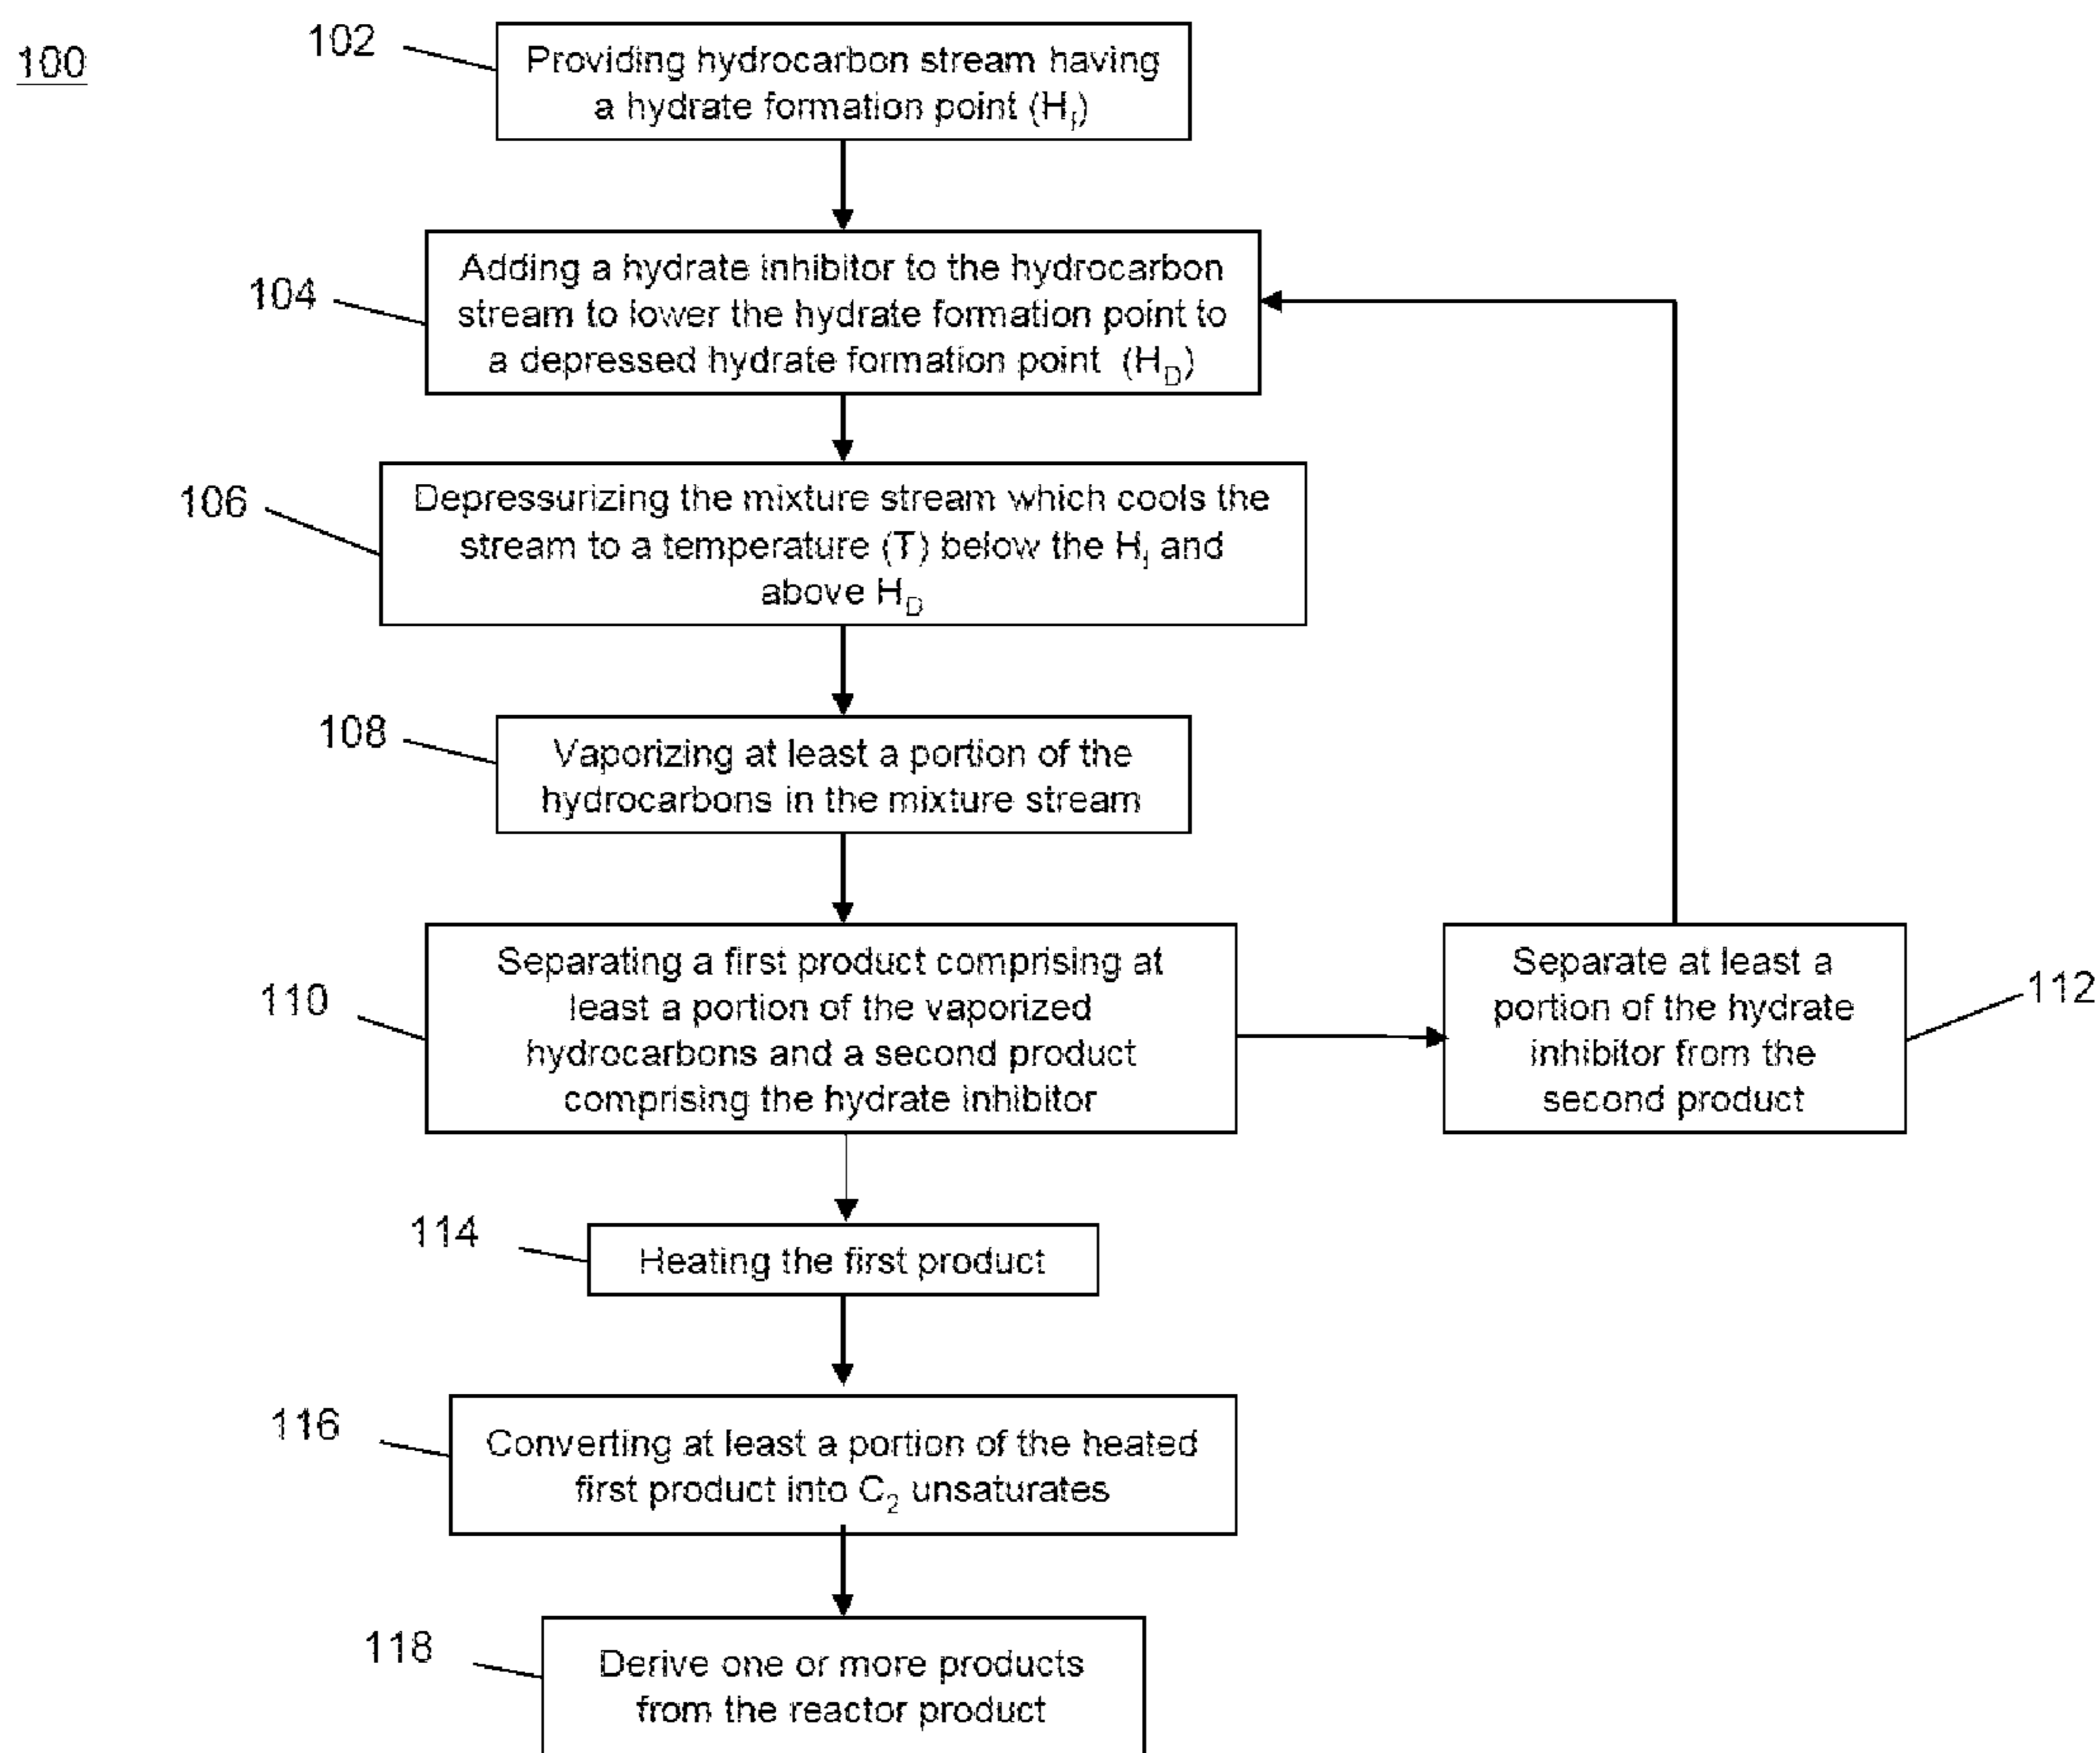 100
102
Providing hydrocarbon stream having
a hydrate formation point (H_I)
104
Adding a hydrate inhibitor to the hydrocarbon
stream to lower the hydrate formation point to
a depressed hydrate formation point (H_D)
106
Depressurizing the mixture stream which cools the
stream to a temperature (T) below the H_I and
above H_D
108
Vaporizing at least a portion of the
hydrocarbons in the mixture stream
110
Separating a first product comprising at
least a portion of the vaporized
hydrocarbons and a second product
comprising the hydrate inhibitor
Separate at least a
portion of the hydrate
inhibitor from the
second product
112
114
Heating the first product
116
Converting at least a portion of the heated
first product into C₂ unsaturates
118
Derive one or more products
from the reactor product